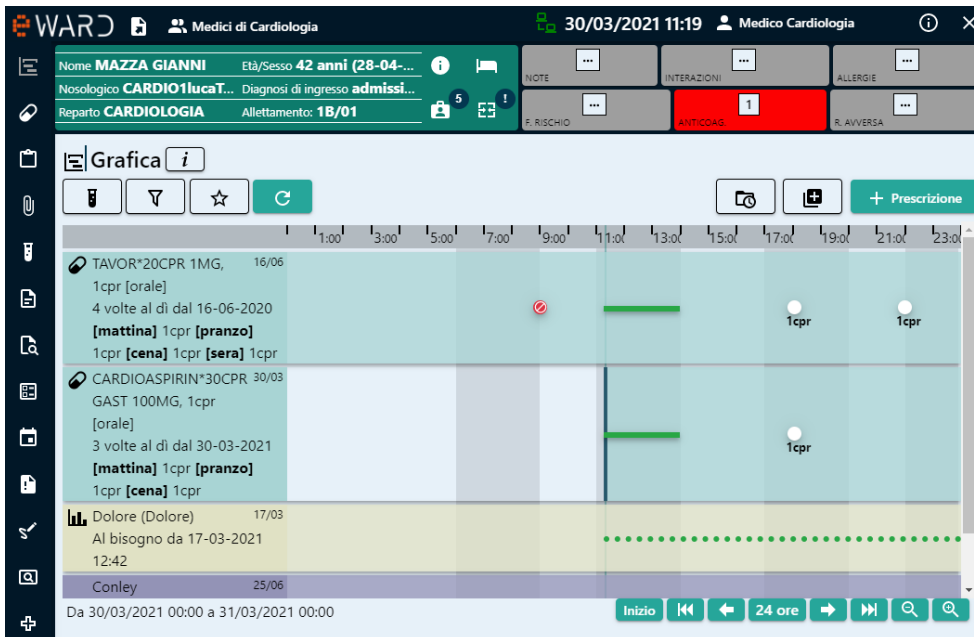 eWARD Medici di Cardiologia 30/03/2021 11:19 Medico Cardiologia
Nome MAZZA GIANNI Età/Sesso 42 anni (28-04-...
Nosologico CARDIO1lucaT... Diagnosi di ingresso admissi...
Reparto CARDIOLOGIA Allettamento: 1B/01
5 !
NOTE ... INTERAZIONI ... ALLERGIE ...
F. RISCHIO ... ANTICOAG. 1 R. AVVERSA ...
Grafica i
+ Prescrizione
1:00 3:00 5:00 7:00 9:00 11:0 13:0 15:0 17:0 19:0 21:0 23:0
TAVOR*20CPR 1MG, 16/06
1cpr [orale]
4 volte al dì dal 16-06-2020
[mattina] 1cpr [pranzo]
1cpr [cena] 1cpr [sera] 1cpr
1cpr 1cpr
CARDIOASPIRIN*30CPR 30/03
GAST 100MG, 1cpr
[orale]
3 volte al dì dal 30-03-2021
[mattina] 1cpr [pranzo]
1cpr [cena] 1cpr
1cpr
Dolore (Dolore) 17/03
Al bisogno da 17-03-2021
12:42
Conley 25/06
Da 30/03/2021 00:00 a 31/03/2021 00:00
Inizio 24 ore